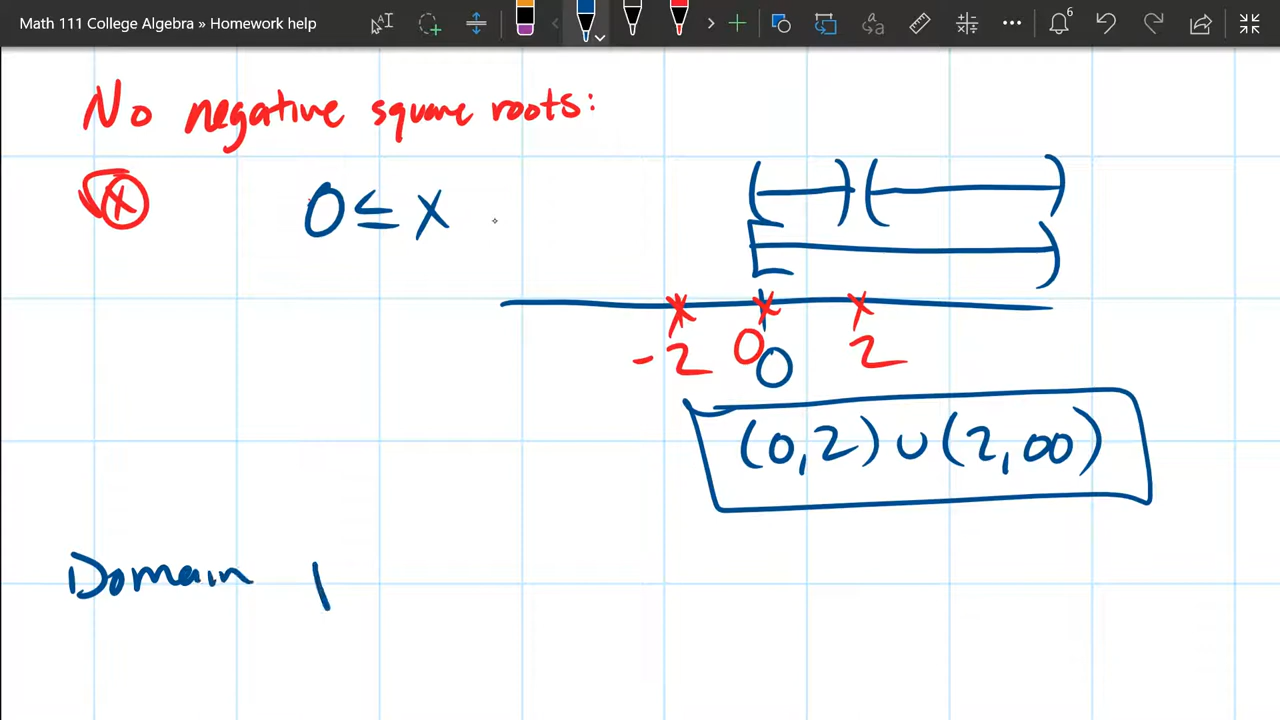 Math 111 College Algebra » Homework help
6
No negative square roots:
√x 0 ≤ x
-2 0 2
0
(0,2) ∪ (2,∞)
Domain